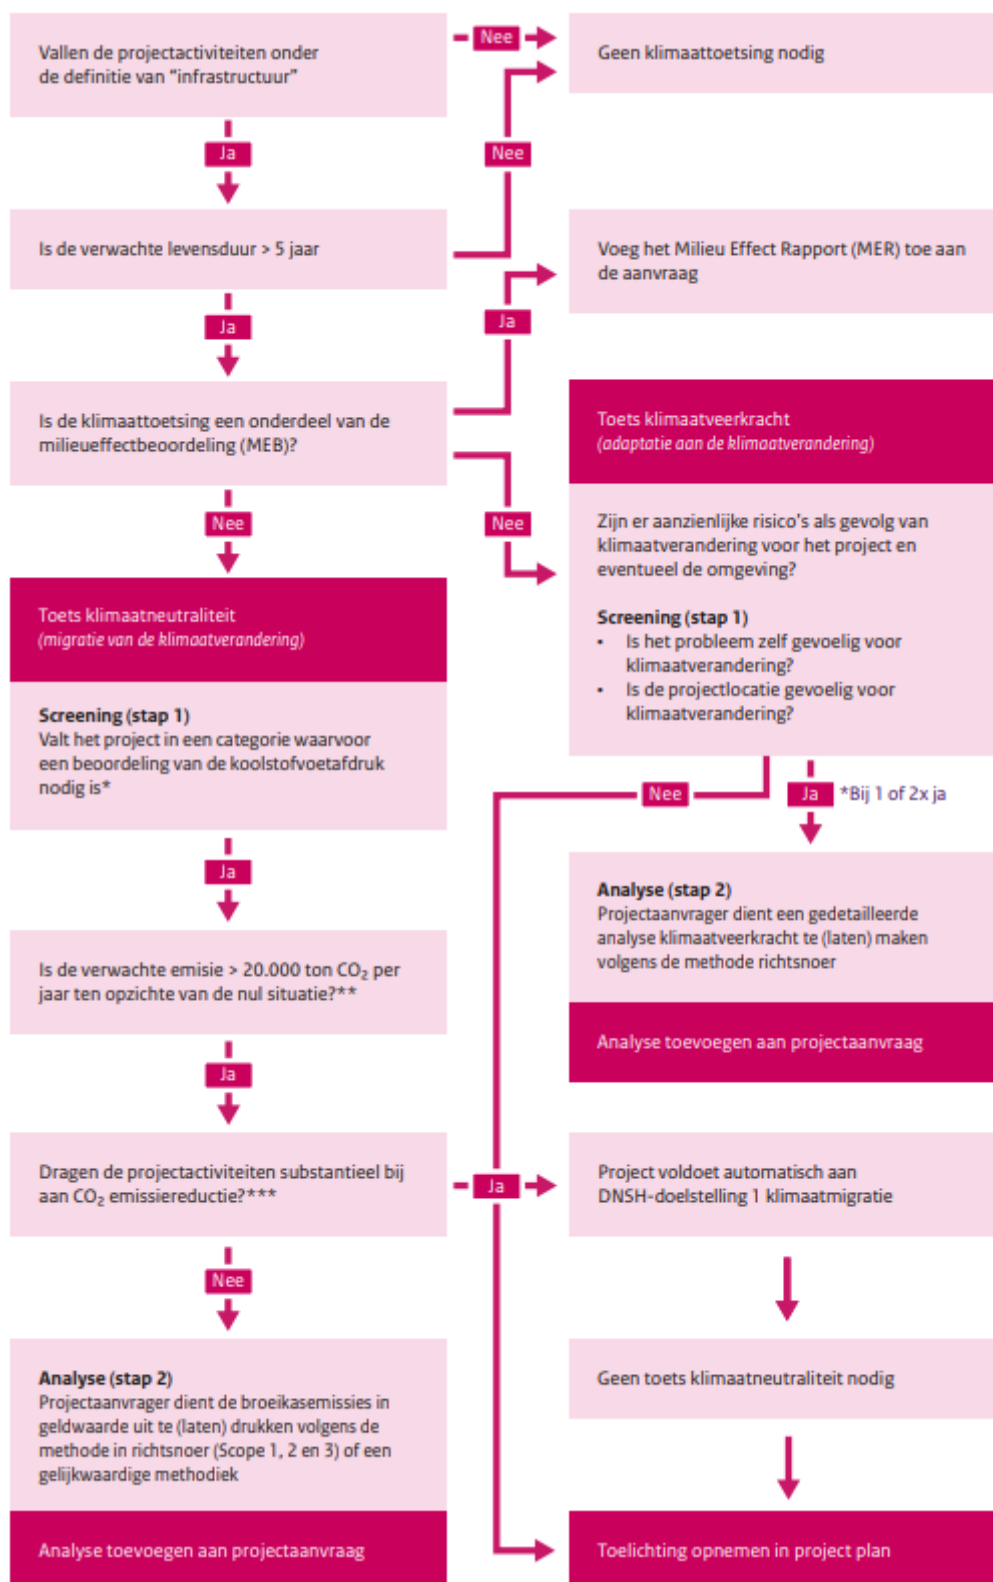 Vallen de projectactiviteiten onder
de definitie van “infrastructuur”
Nee
Geen klimaattoetsing nodig
Ja
Nee
Is de verwachte levensduur > 5 jaar
Voeg het Milieu Effect Rapport (MER) toe aan
de aanvraag
Ja
Ja
Is de klimaattoetsing een onderdeel van de
milieueffectbeoordeling (MEB)?
Nee
Nee
Toets klimaatneutraliteit
(migratie van de klimaatverandering)
Screening (stap 1)
Valt het project in een categorie waarvoor
een beoordeling van de koolstofvoetafdruk
nodig is*
Toets klimaatveerkracht
(adaptatie aan de klimaatverandering)
Zijn er aanzienlijke risico's als gevolg van
klimaatverandering voor het project en
eventueel de omgeving?
Screening (stap 1)
• Is het probleem zelf gevoelig voor
klimaatverandering?
• Is de projectlocatie gevoelig voor
klimaatverandering?
Nee
Ja *Bij 1 of 2x ja
Analyse (stap 2)
Projectaanvrager dient een gedetailleerde
analyse klimaatveerkracht te (laten) maken
volgens de methode richtsnoer
Analyse toevoegen aan projectaanvraag
Ja
Is de verwachte emisie > 20.000 ton CO₂ per
jaar ten opzichte van de nul situatie?**
Ja
Dragen de projectactiviteiten substantieel bij
aan CO₂ emissiereductie?***
Ja
Project voldoet automatisch aan
DNSH-doelstelling 1 klimaatmigratie
Nee
Geen toets klimaatneutraliteit nodig
Analyse (stap 2)
Projectaanvrager dient de broeikasemissies in
geldwaarde uit te (laten) drukken volgens de
methode in richtsnoer (Scope 1, 2 en 3) of een
gelijkwaardige methodiek
Analyse toevoegen aan projectaanvraag
Toelichting opnemen in project plan